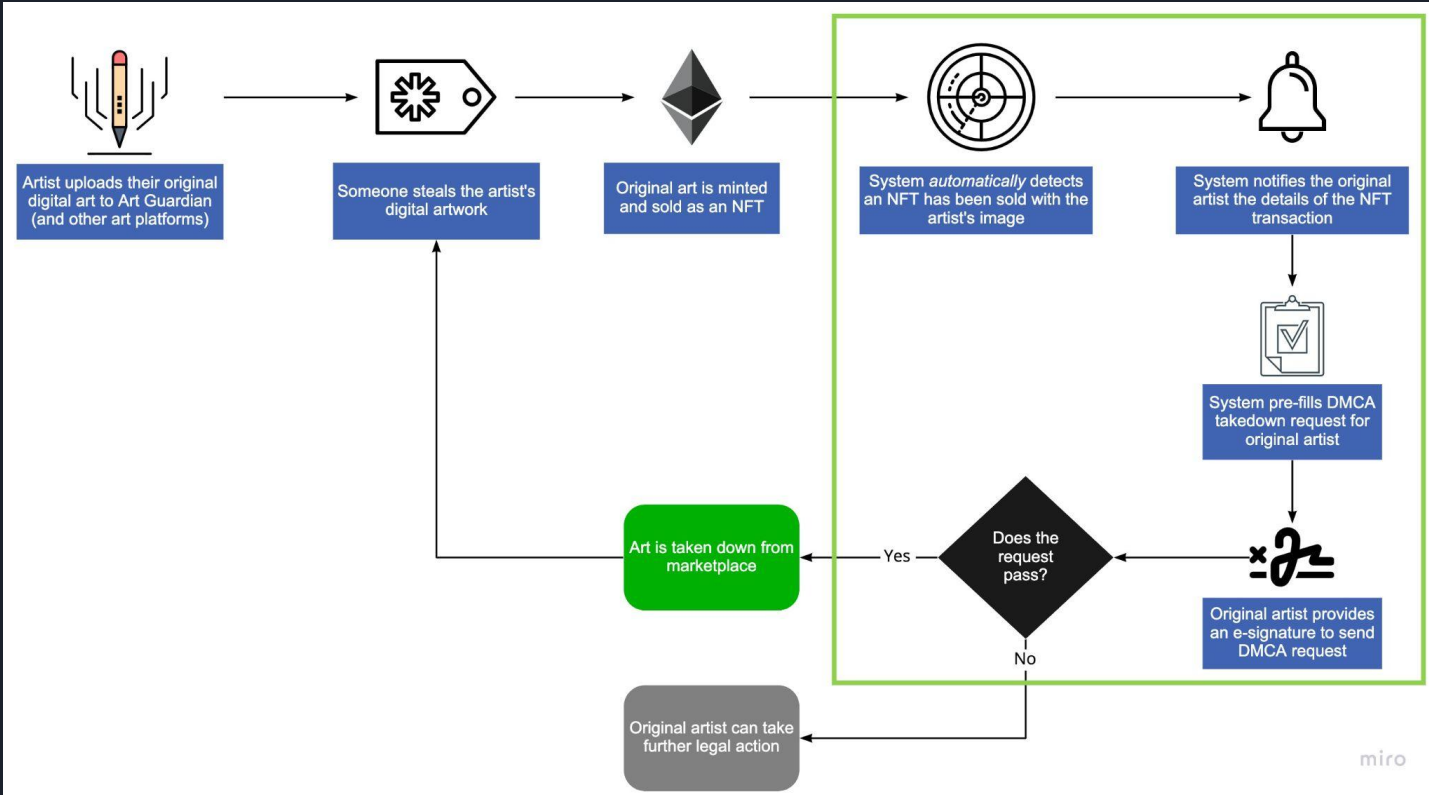 Artist uploads their original
digital art to Art Guardian
(and other art platforms)
Someone steals the artist's
digital artwork
Original art is minted
and sold as an NFT
System automatically detects
an NFT has been sold with the
artist's image
System notifies the original
artist the details of the NFT
transaction
System pre-fills DMCA
takedown request for
original artist
Original artist provides
an e-signature to send
DMCA request
Does the
request
pass?
Yes
Art is taken down from
marketplace
No
Original artist can take
further legal action
miro